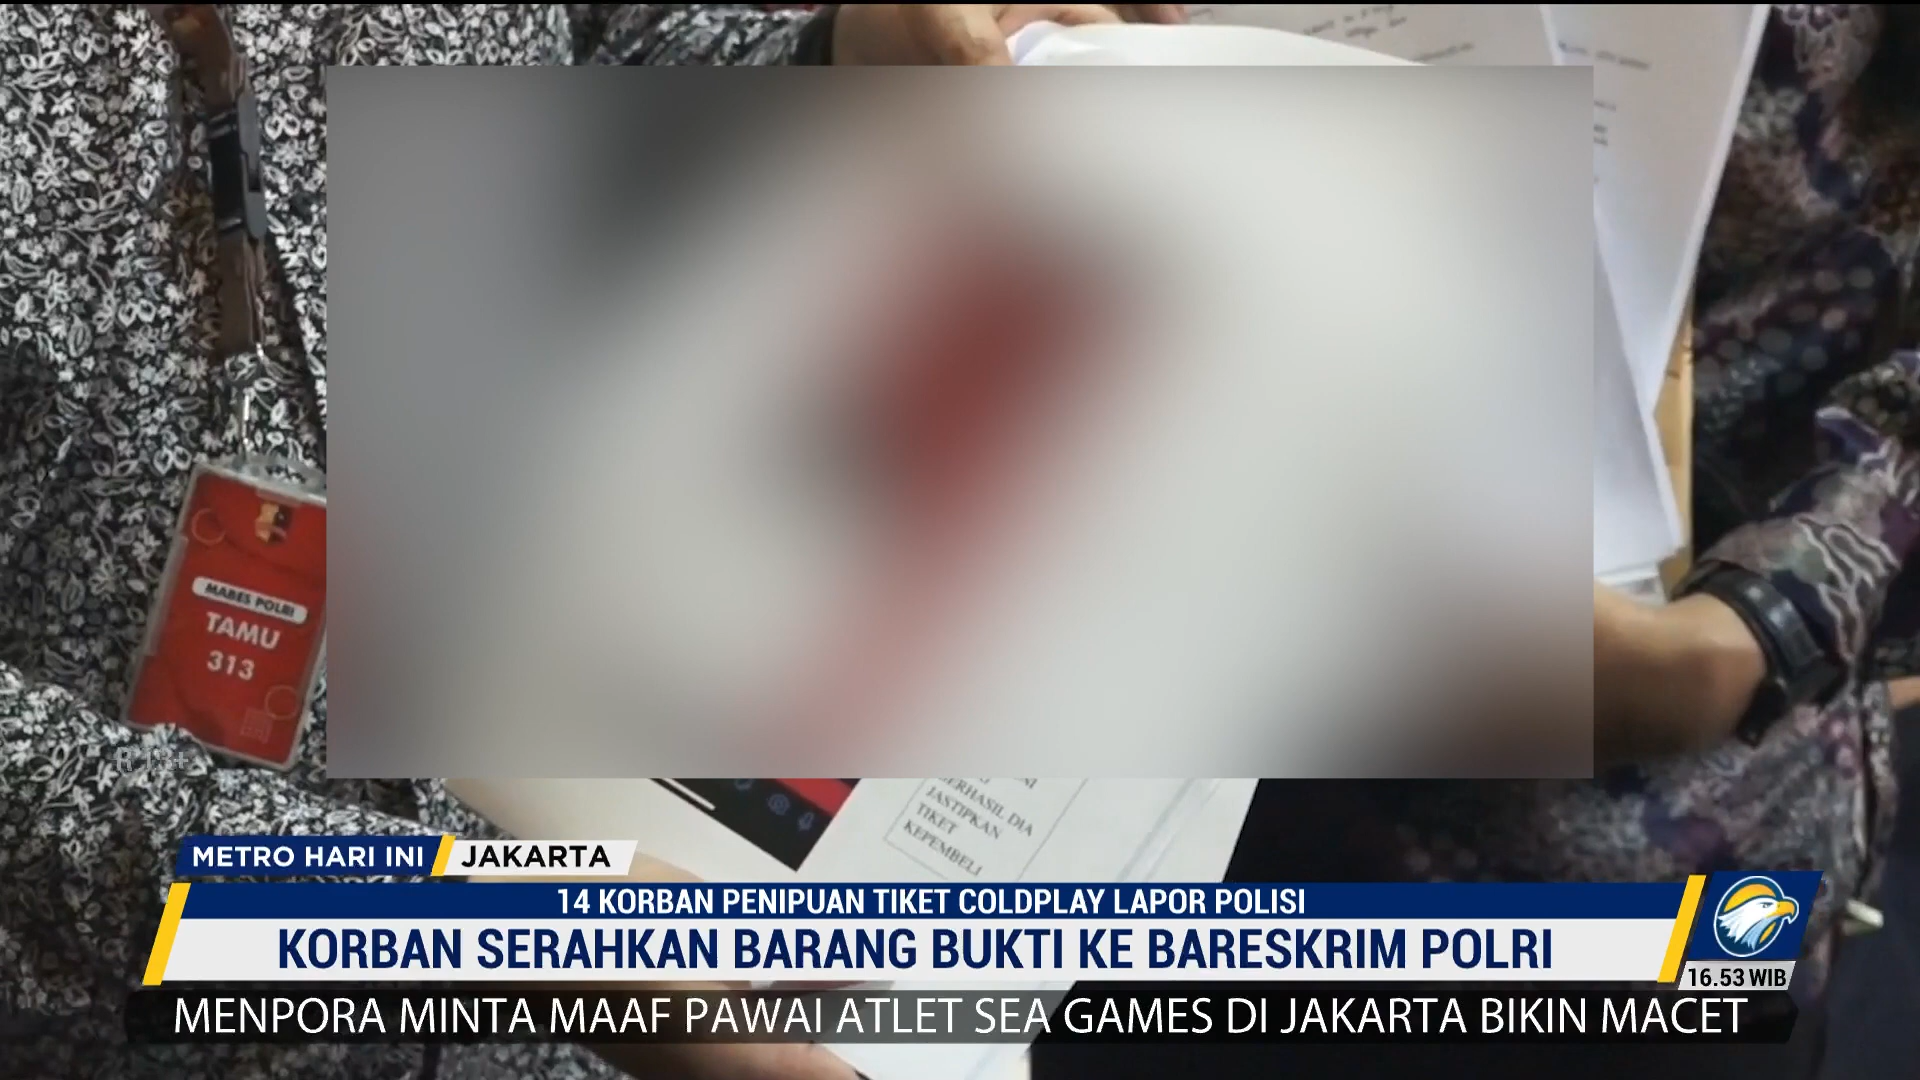 MABES POLRI
TAMU
313
R 13+
BERHASIL DIA
JASTIPKAN
TIKET
KEPEMBELI
METRO HARI INI JAKARTA
14 KORBAN PENIPUAN TIKET COLDPLAY LAPOR POLISI
KORBAN SERAHKAN BARANG BUKTI KE BARESKRIM POLRI
16.53 WIB
MENPORA MINTA MAAF PAWAI ATLET SEA GAMES DI JAKARTA BIKIN MACET